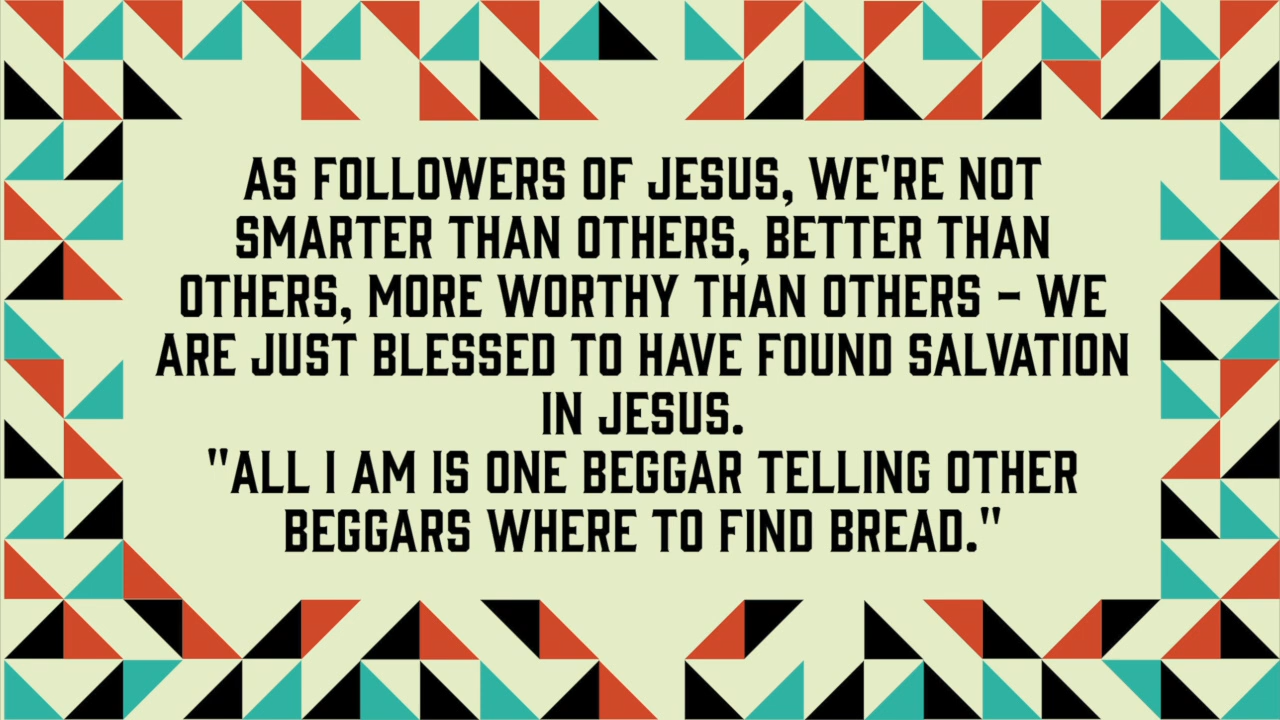 AS FOLLOWERS OF JESUS, WE'RE NOT
SMARTER THAN OTHERS, BETTER THAN
OTHERS, MORE WORTHY THAN OTHERS – WE
ARE JUST BLESSED TO HAVE FOUND SALVATION
IN JESUS.
"ALL I AM IS ONE BEGGAR TELLING OTHER
BEGGARS WHERE TO FIND BREAD."